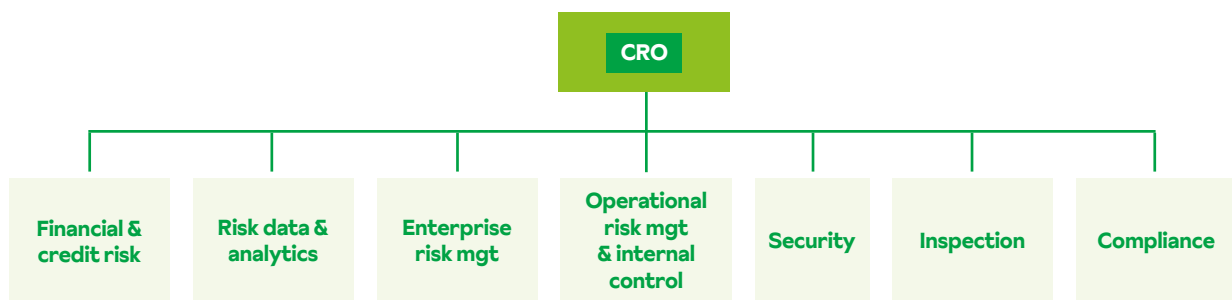 CRO
Financial &
credit risk
Risk data &
analytics
Enterprise
risk mgt
Operational
risk mgt
& internal
control
Security
Inspection
Compliance